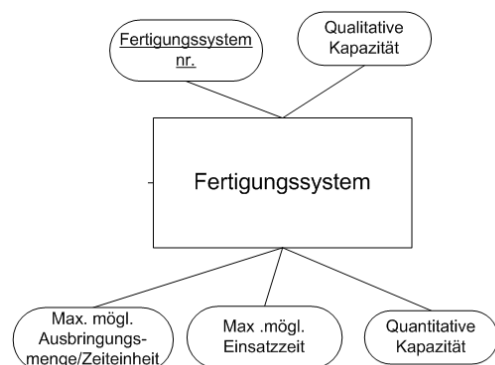 Fertigungssystem
nr.
Qualitative
Kapazität
Fertigungssystem
Max. mögl.
Ausbringungs-
menge/Zeiteinheit
Max .mögl.
Einsatzzeit
Quantitative
Kapazität